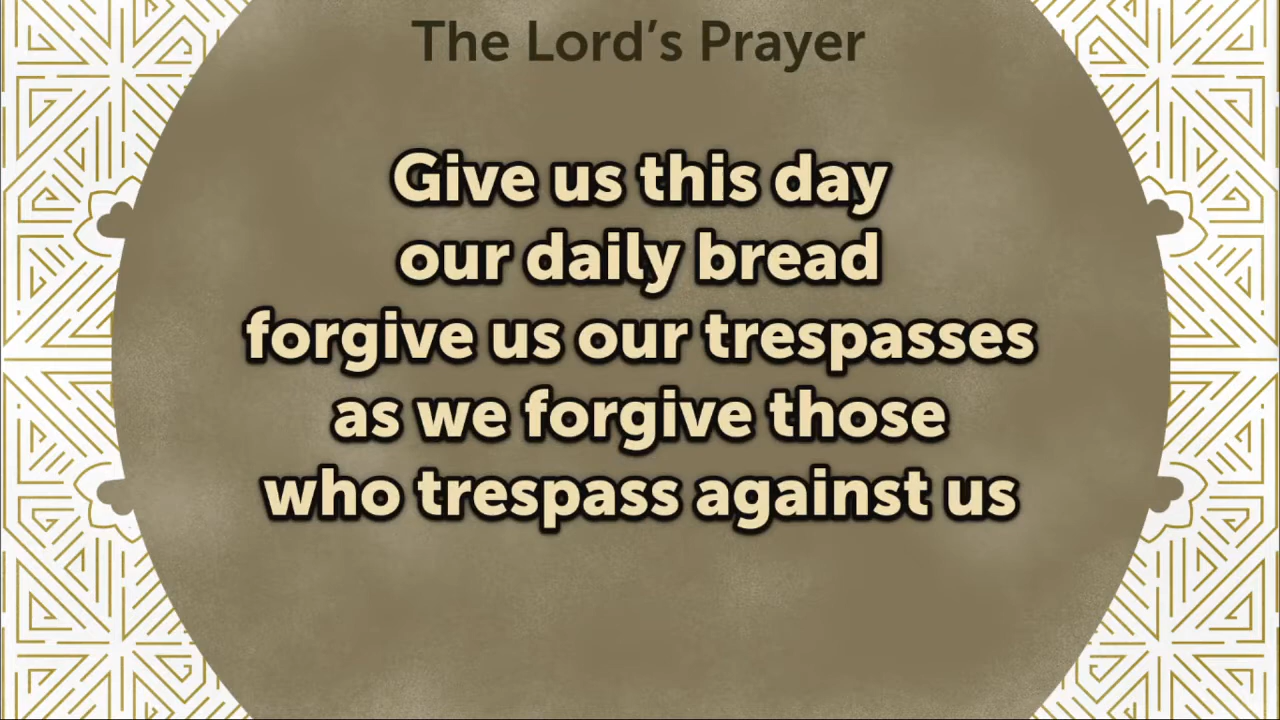 The Lord’s Prayer
Give us this day
our daily bread
forgive us our trespasses
as we forgive those
who trespass against us